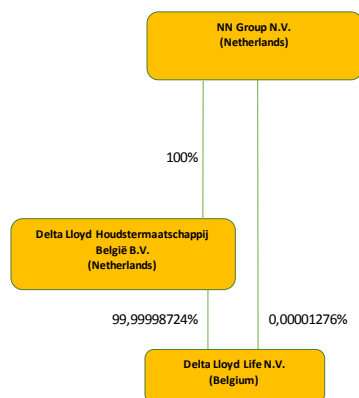 NN Group N.V.
(Netherlands)
100%
Delta Lloyd Houdstermaatschappij
België B.V.
(Netherlands)
99,99998724%
0,00001276%
Delta Lloyd Life N.V.
(Belgium)